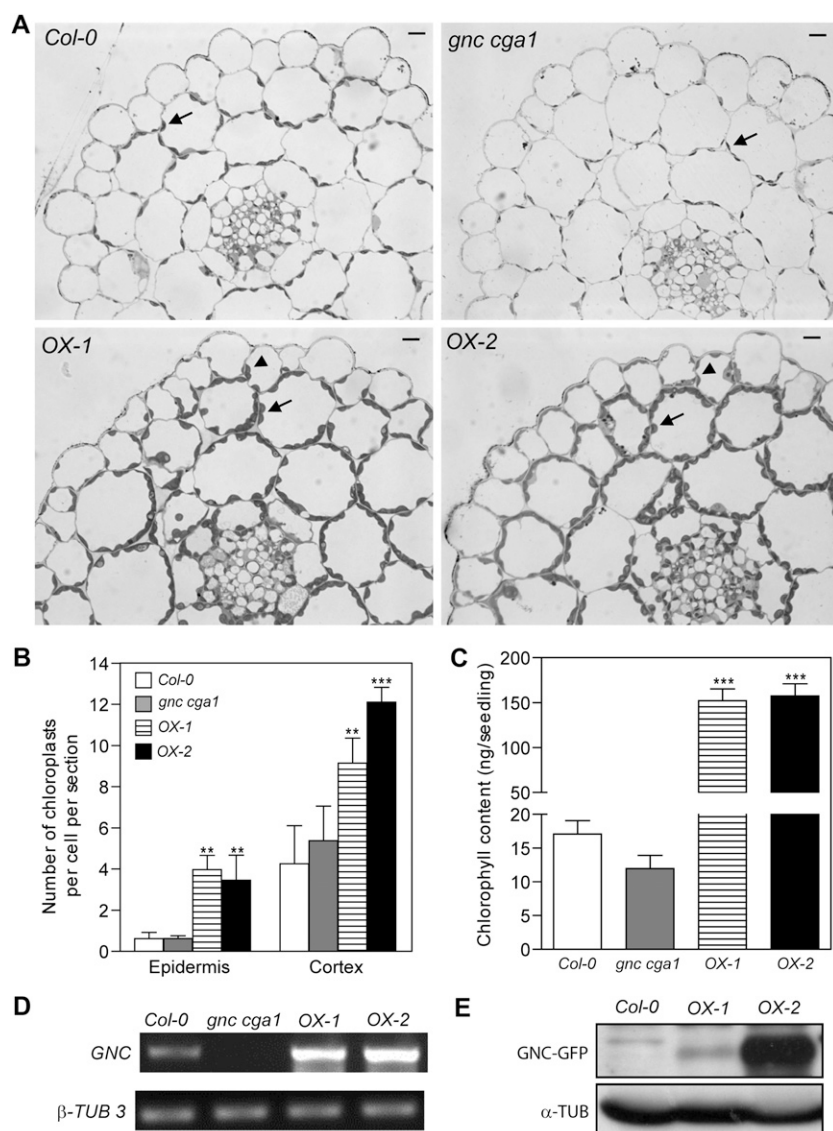 A
Col-0
gnc cga1
OX-1
OX-2
B
Number of chloroplasts
per cell per section
14
12
10
8
6
4
2
0
Col-0
gnc cga1
OX-1
OX-2
**
**
**
***
Epidermis
Cortex
C
Chlorophyll content (ng/seedling)
200
150
100
50
25
20
15
10
5
0
***
***
Col-0
gnc cga1
OX-1
OX-2
D
Col-0
gnc cga1
OX-1
OX-2
GNC
β-TUB 3
E
Col-0
OX-1
OX-2
GNC-GFP
α-TUB